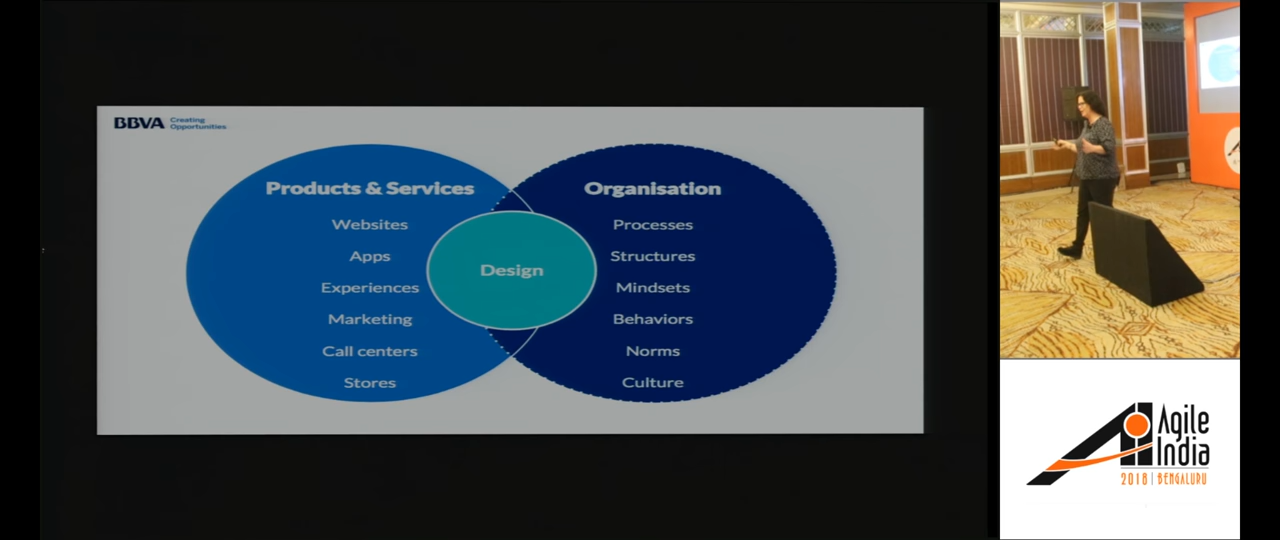 BBVA Creating
Opportunities
Products & Services
Websites
Apps
Experiences
Marketing
Call centers
Stores
Design
Organisation
Processes
Structures
Mindsets
Behaviors
Norms
Culture
Agile
India
2018 | BENGALURU